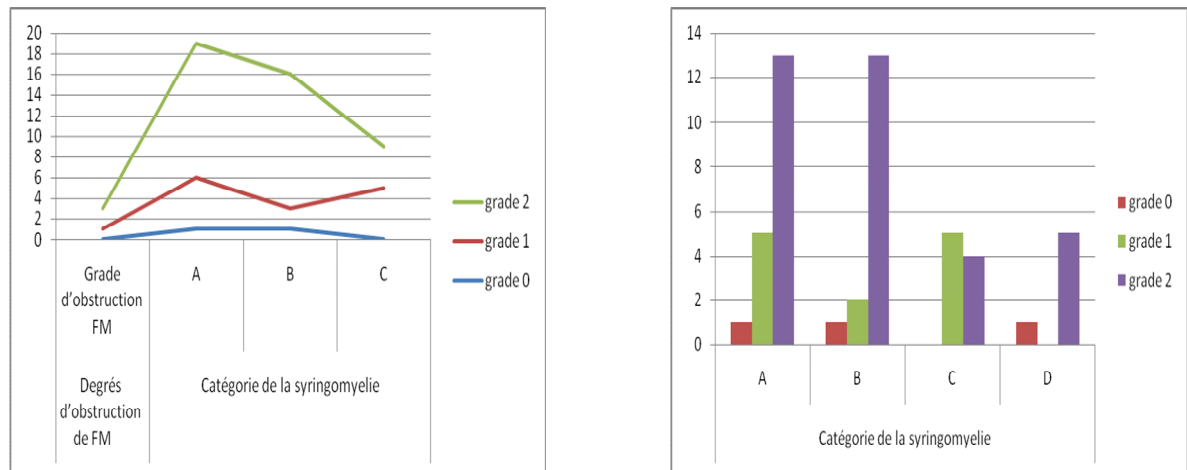 20
18
16
14
12
10
8
6
4
2
0
Grade
d'obstruction
FM
A
B
C
Degrés
d'obstruction
de FM
Catégorie de la syringomyelie
grade 2
grade 1
grade 0
14
12
10
8
6
4
2
0
A
B
C
D
Catégorie de la syringomyelie
grade 0
grade 1
grade 2